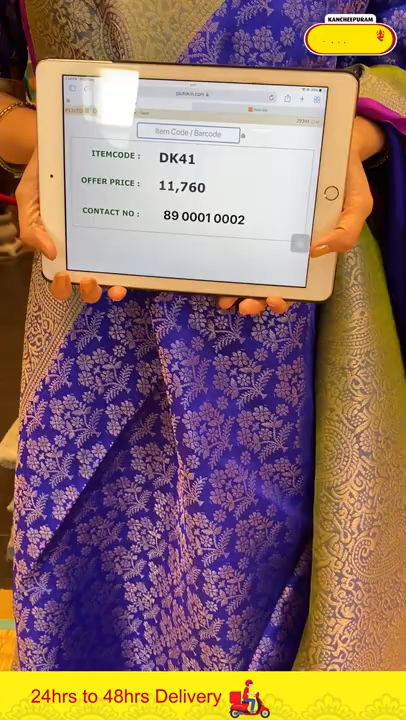 KANCHEEPURAM
Item Code / Barcode
ITEMCODE : DK41
OFFER PRICE : 11,760
CONTACT NO : 89 0001 0002
24hrs to 48hrs Delivery